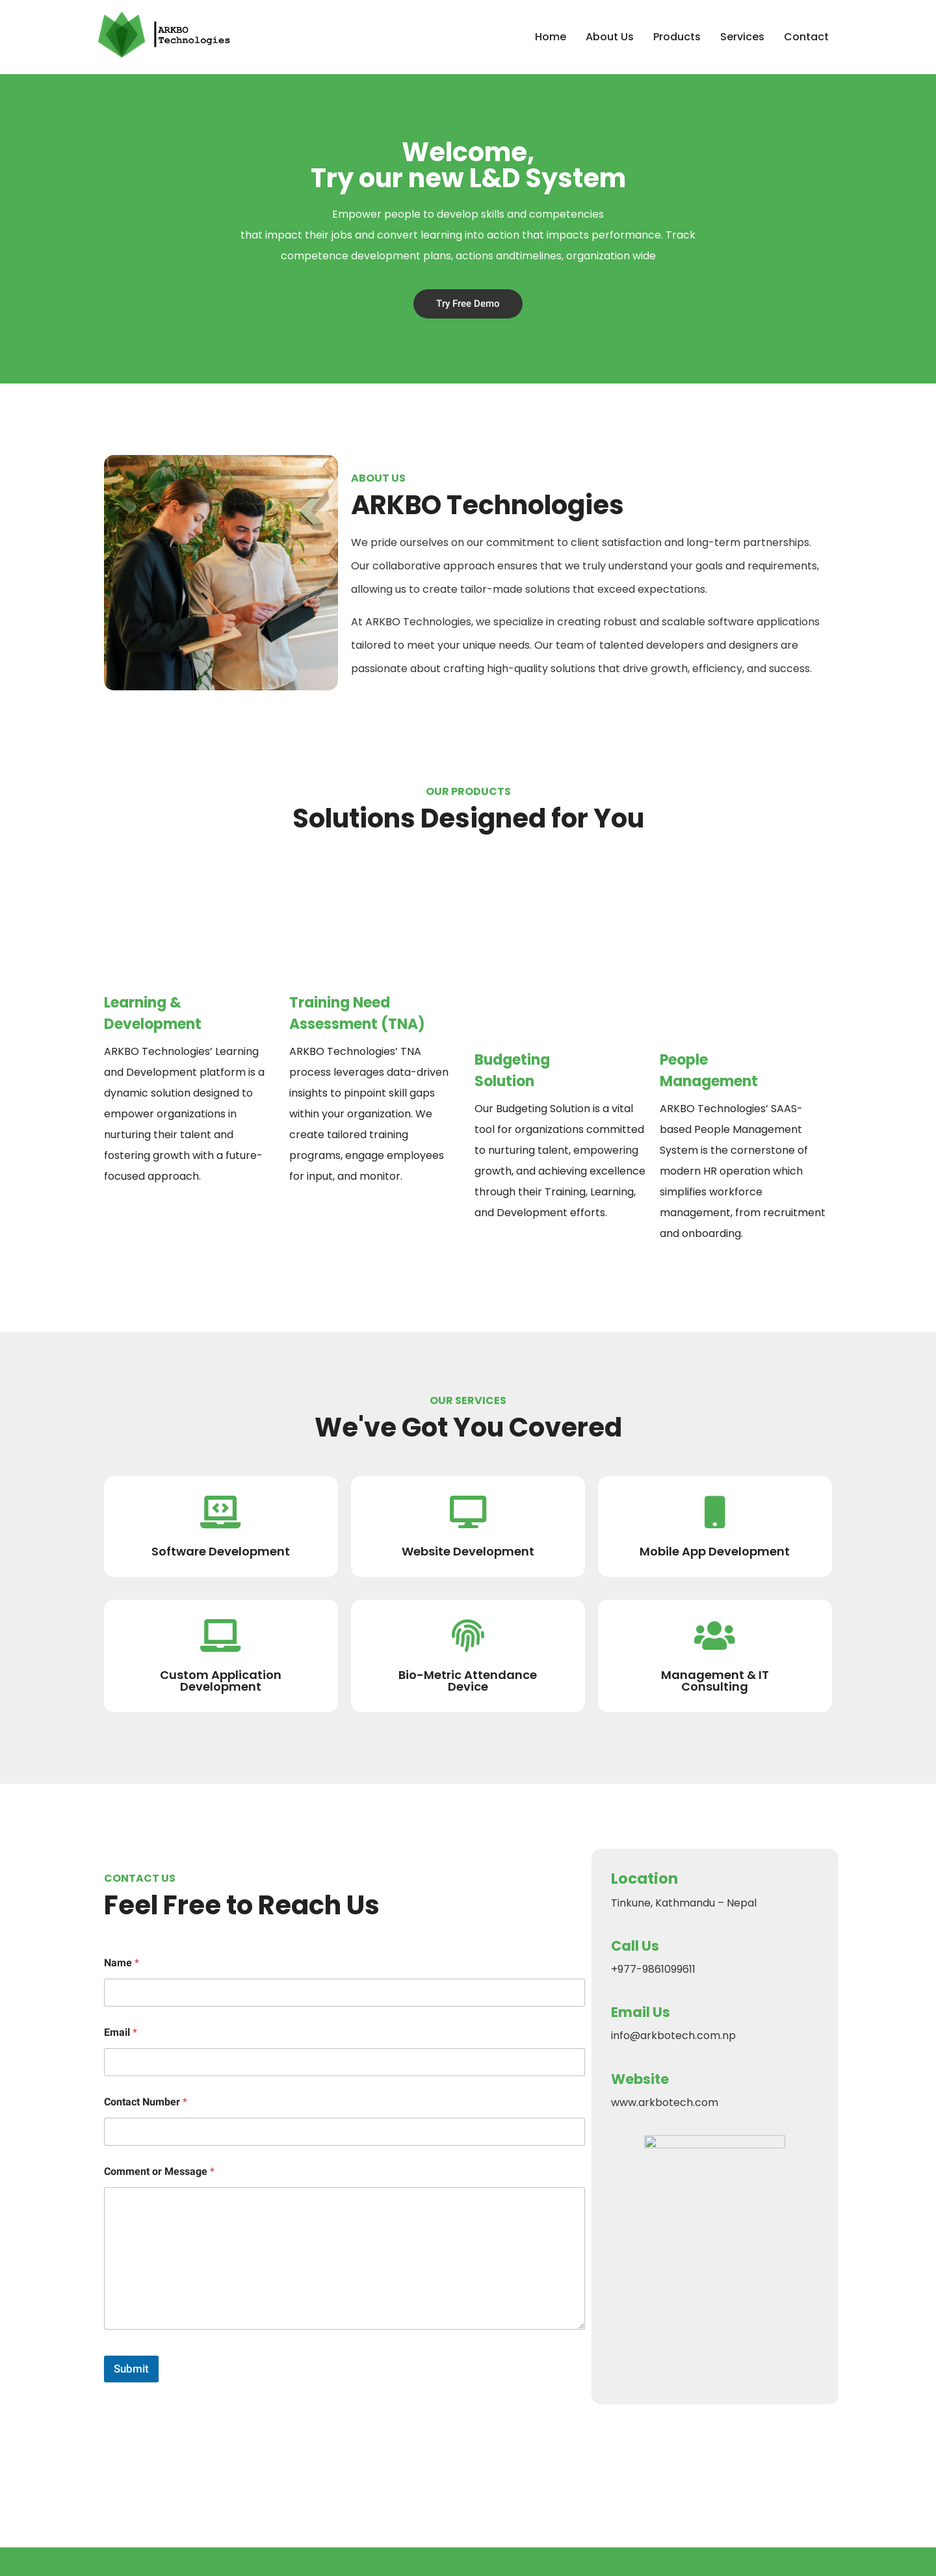 ARKBO
Technologies
Home
About Us
Products
Services
Contact
Welcome,
Try our new L&D System
Empower people to develop skills and competencies
that impact their jobs and convert learning into action that impacts performance. Track
competence development plans, actions andtimelines, organization wide
Try Free Demo
ABOUT US
ARKBO Technologies
We pride ourselves on our commitment to client satisfaction and long-term partnerships.
Our collaborative approach ensures that we truly understand your goals and requirements,
allowing us to create tailor-made solutions that exceed expectations.
At ARKBO Technologies, we specialize in creating robust and scalable software applications
tailored to meet your unique needs. Our team of talented developers and designers are
passionate about crafting high-quality solutions that drive growth, efficiency, and success.
OUR PRODUCTS
Solutions Designed for You
Learning &
Development
ARKBO Technologies’ Learning
and Development platform is a
dynamic solution designed to
empower organizations in
nurturing their talent and
fostering growth with a future-
focused approach.
Training Need
Assessment (TNA)
ARKBO Technologies’ TNA
process leverages data-driven
insights to pinpoint skill gaps
within your organization. We
create tailored training
programs, engage employees
for input, and monitor.
Budgeting
Solution
Our Budgeting Solution is a vital
tool for organizations committed
to nurturing talent, empowering
growth, and achieving excellence
through their Training, Learning,
and Development efforts.
People
Management
ARKBO Technologies’ SAAS-
based People Management
System is the cornerstone of
modern HR operation which
simplifies workforce
management, from recruitment
and onboarding.
OUR SERVICES
We've Got You Covered
Software Development
Website Development
Mobile App Development
Custom Application
Development
Bio-Metric Attendance
Device
Management & IT
Consulting
CONTACT US
Feel Free to Reach Us
Name *
Email *
Contact Number *
Comment or Message *
Submit
Location
Tinkune, Kathmandu – Nepal
Call Us
+977-9861099611
Email Us
info@arkbotech.com.np
Website
www.arkbotech.com